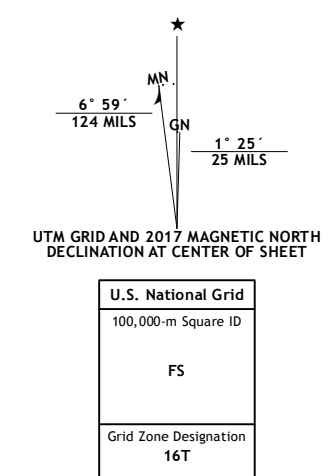 MN
6° 59´
124 MILS
GN
1° 25´
25 MILS
UTM GRID AND 2017 MAGNETIC NORTH
DECLINATION AT CENTER OF SHEET
U.S. National Grid
100,000-m Square ID
FS
Grid Zone Designation
16T